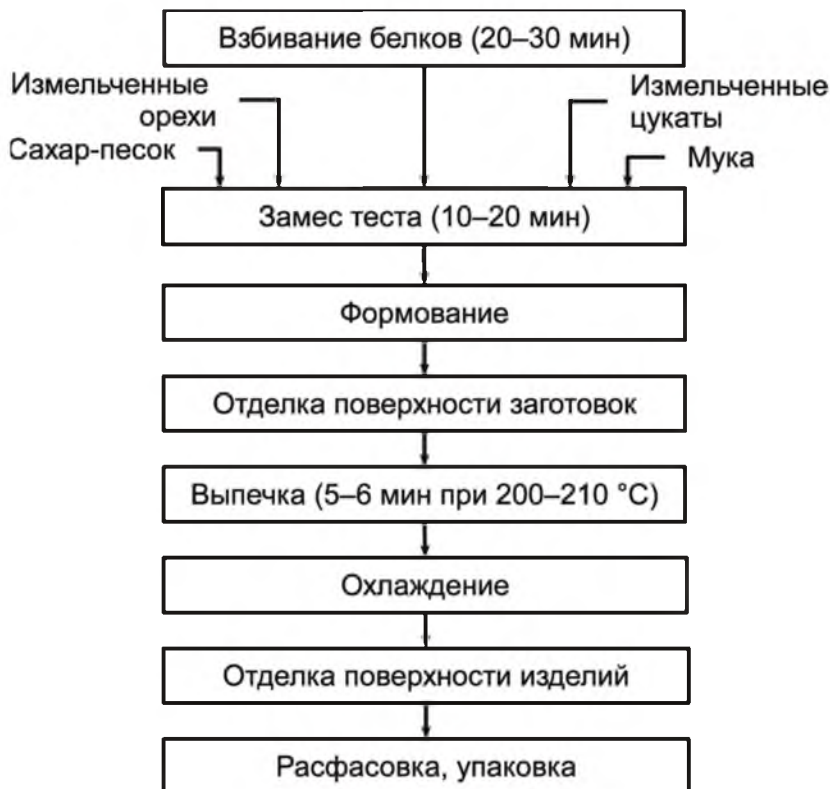 Взбивание белков (20–30 мин)
Измельченные
орехи
Сахар-песок
Измельченные
цукаты
Мука
Замес теста (10–20 мин)
Формование
Отделка поверхности заготовок
Выпечка (5–6 мин при 200–210 °C)
Охлаждение
Отделка поверхности изделий
Расфасовка, упаковка